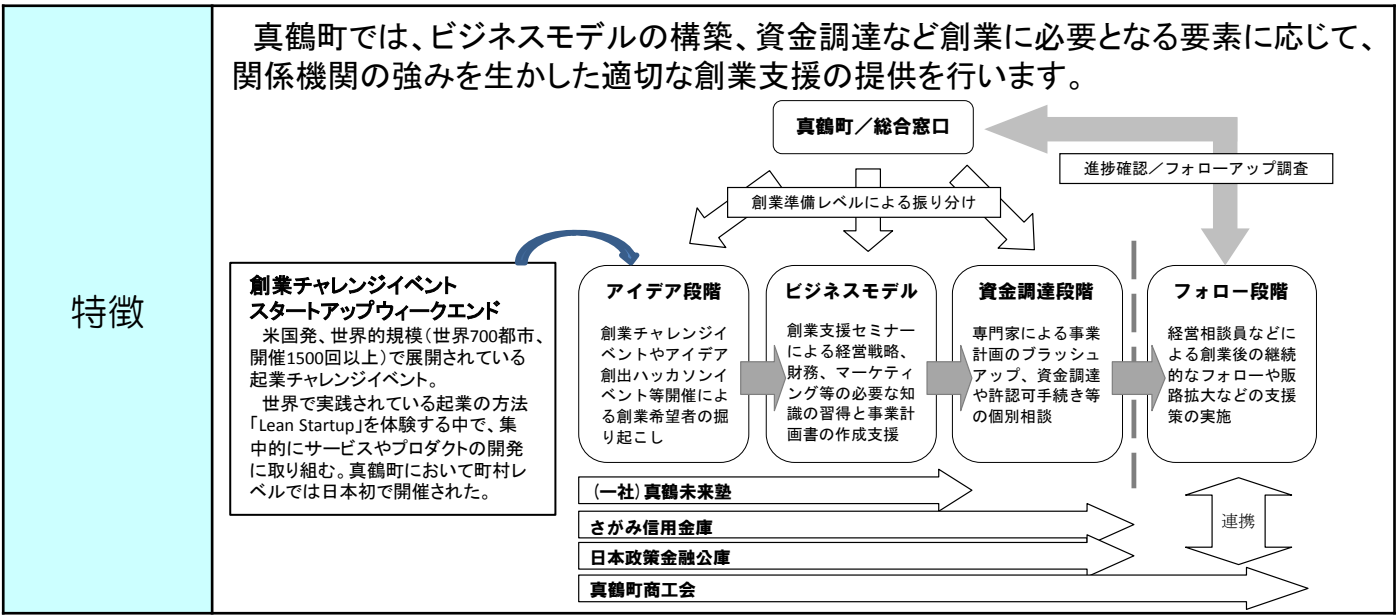 特徴
真鶴町では、ビジネスモデルの構築、資金調達など創業に必要となる要素に応じて、
関係機関の強みを生かした適切な創業支援の提供を行います。
真鶴町／総合窓口
進捗確認／フォローアップ調査
創業準備レベルによる振り分け
創業チャレンジイベント
スタートアップウィークエンド
米国発、世界的規模（世界700都市、
開催1500回以上）で展開されている
起業チャレンジイベント。
世界で実践されている起業の方法
「Lean Startup」を体験する中で、集
中的にサービスやプロダクトの開発
に取り組む。真鶴町において町村レ
ベルでは日本初で開催された。
アイデア段階
創業チャレンジイ
ベントやアイデア
創出ハッカソンイ
ベント等開催によ
る創業希望者の掘
り起こし
ビジネスモデル
創業支援セミナー
による経営戦略、
財務、マーケティ
ング等の必要な知
識の習得と事業計
画書の作成支援
資金調達段階
専門家による事業
計画のブラッシュ
アップ、資金調達
や許認可手続き等
の個別相談
フォロー段階
経営相談員などに
よる創業後の継続
的なフォローや販
路拡大などの支援
策の実施
（一社）真鶴未来塾
さがみ信用金庫
日本政策金融公庫
真鶴町商工会
連携